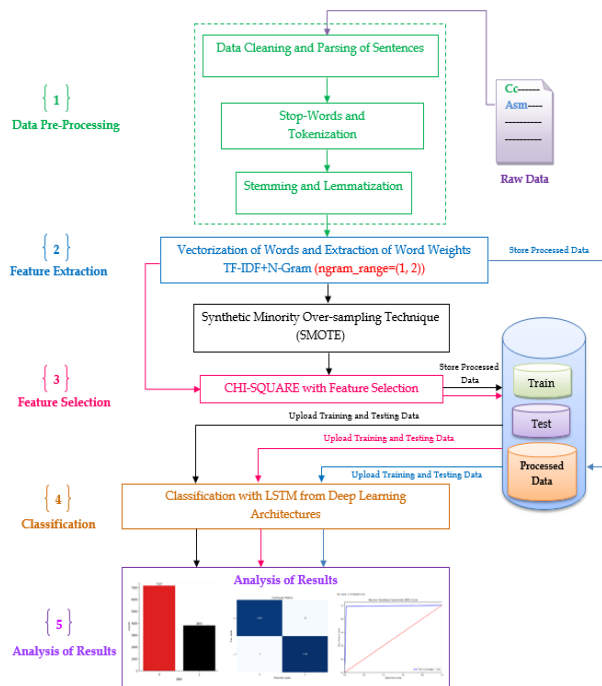 Data Cleaning and Parsing of Sentences
{ 1 }
Data Pre-Processing
Stop-Words and
Tokenization
Stemming and Lemmatization
Cc------
Asm----
-----------
-----------
Raw Data
{ 2 }
Feature Extraction
Vectorization of Words and Extraction of Word Weights
TF-IDF+N-Gram (ngram_range=(1, 2))
Store Processed Data
Synthetic Minority Over-sampling Technique
(SMOTE)
{ 3 }
Feature Selection
CHI-SQUARE with Feature Selection
Store Processed
Data
Train
Test
Processed
Data
Upload Training and Testing Data
Upload Training and Testing Data
Upload Training and Testing Data
{ 4 }
Classification
Classification with LSTM from Deep Learning
Architectures
{ 5 }
Analysis of Results
Analysis of Results